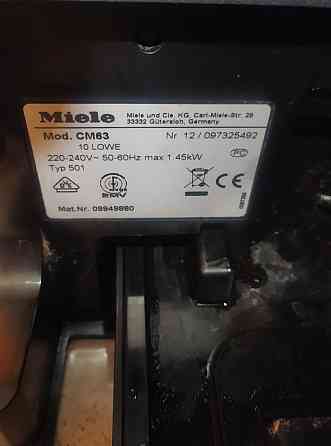 Miele
Miele und Cie. KG, Carl-Miele-Str. 29
33332 Gütersloh, Germany
Mod. CM63 Nr 12 / 097325492
10 LOWE
220-240V~ 50-60Hz max 1.45kW
Typ 501
PC
Mat.Nr. 09949860